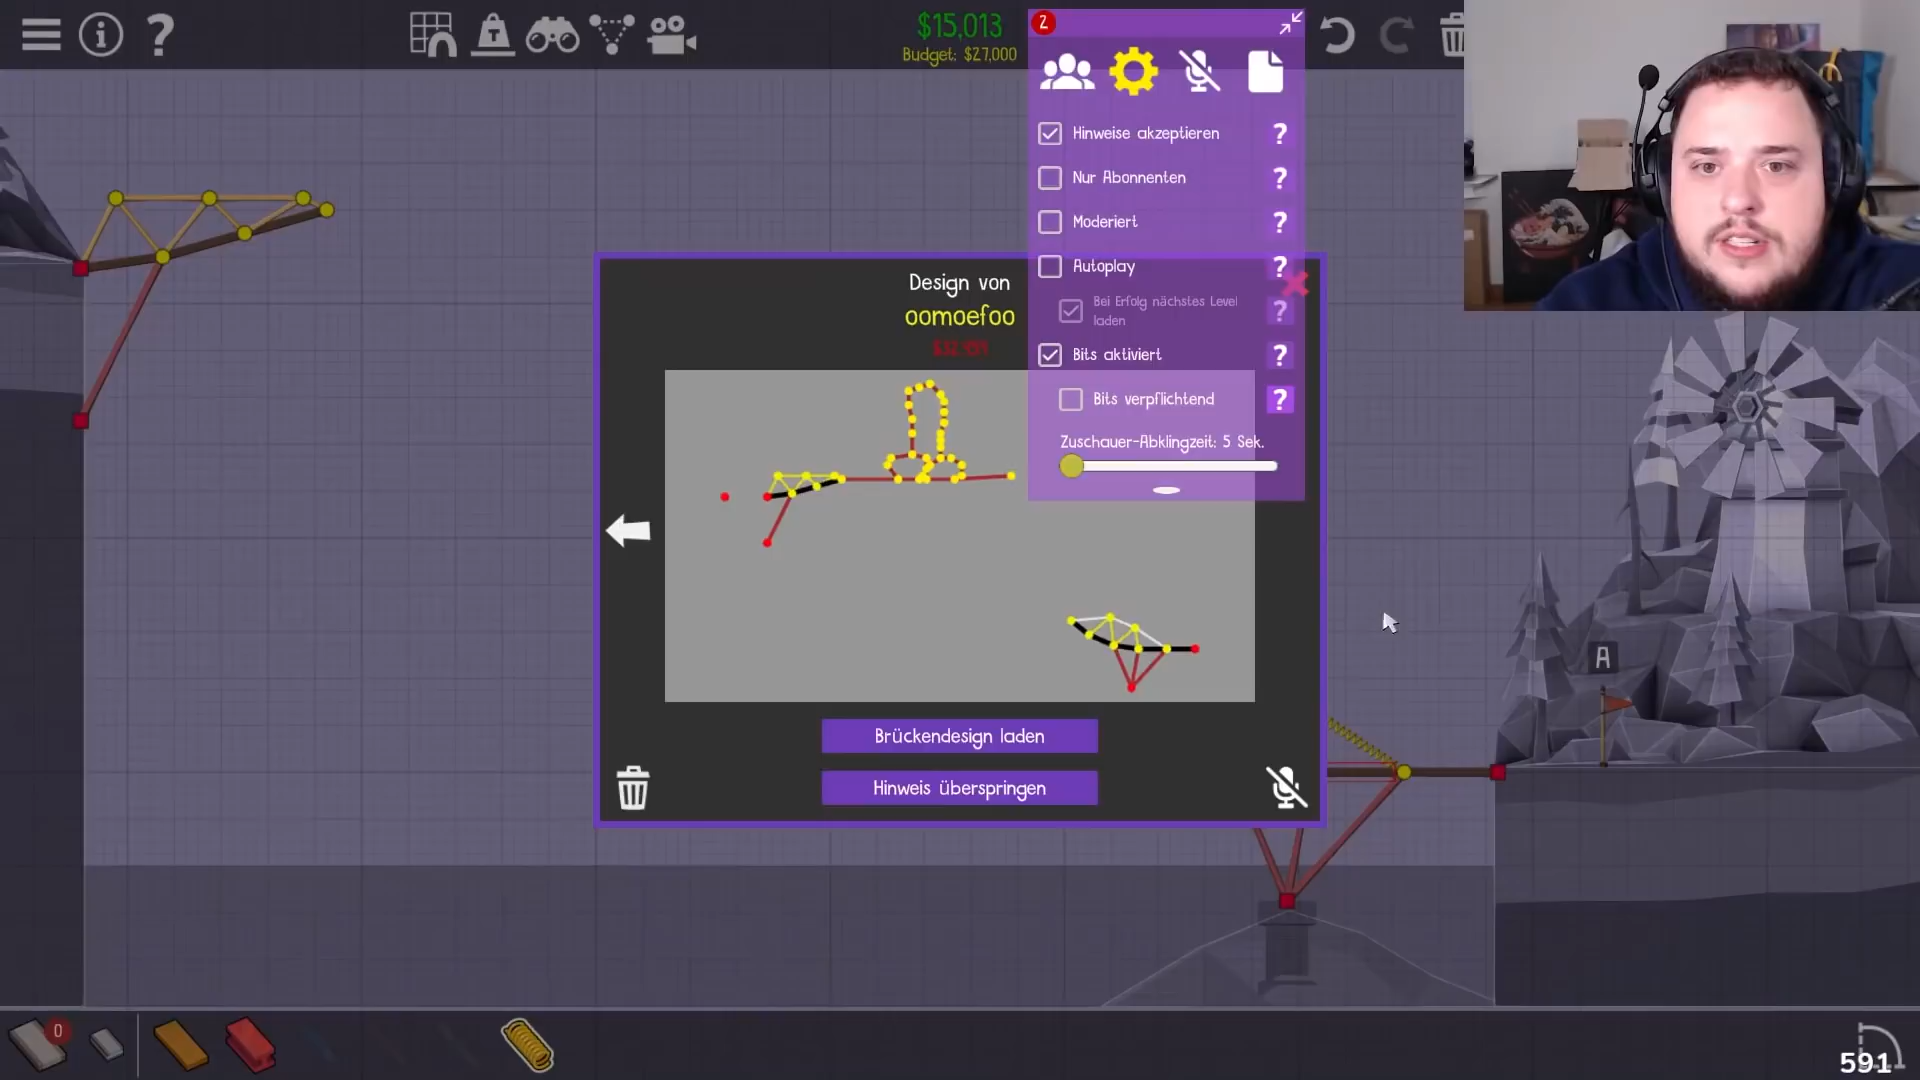 $15,013
Budget: $27,000
2
Hinweise akzeptieren ?
Nur Abonnenten ?
Moderiert ?
Autoplay ?
Bei Erfolg nächstes Level
laden ?
Bits aktiviert ?
Bits verpflichtend ?
Zuschauer-Abklingzeit: 5 Sek.
Design von
oomoefoo
Brückendesign laden
Hinweis überspringen
A
0
591